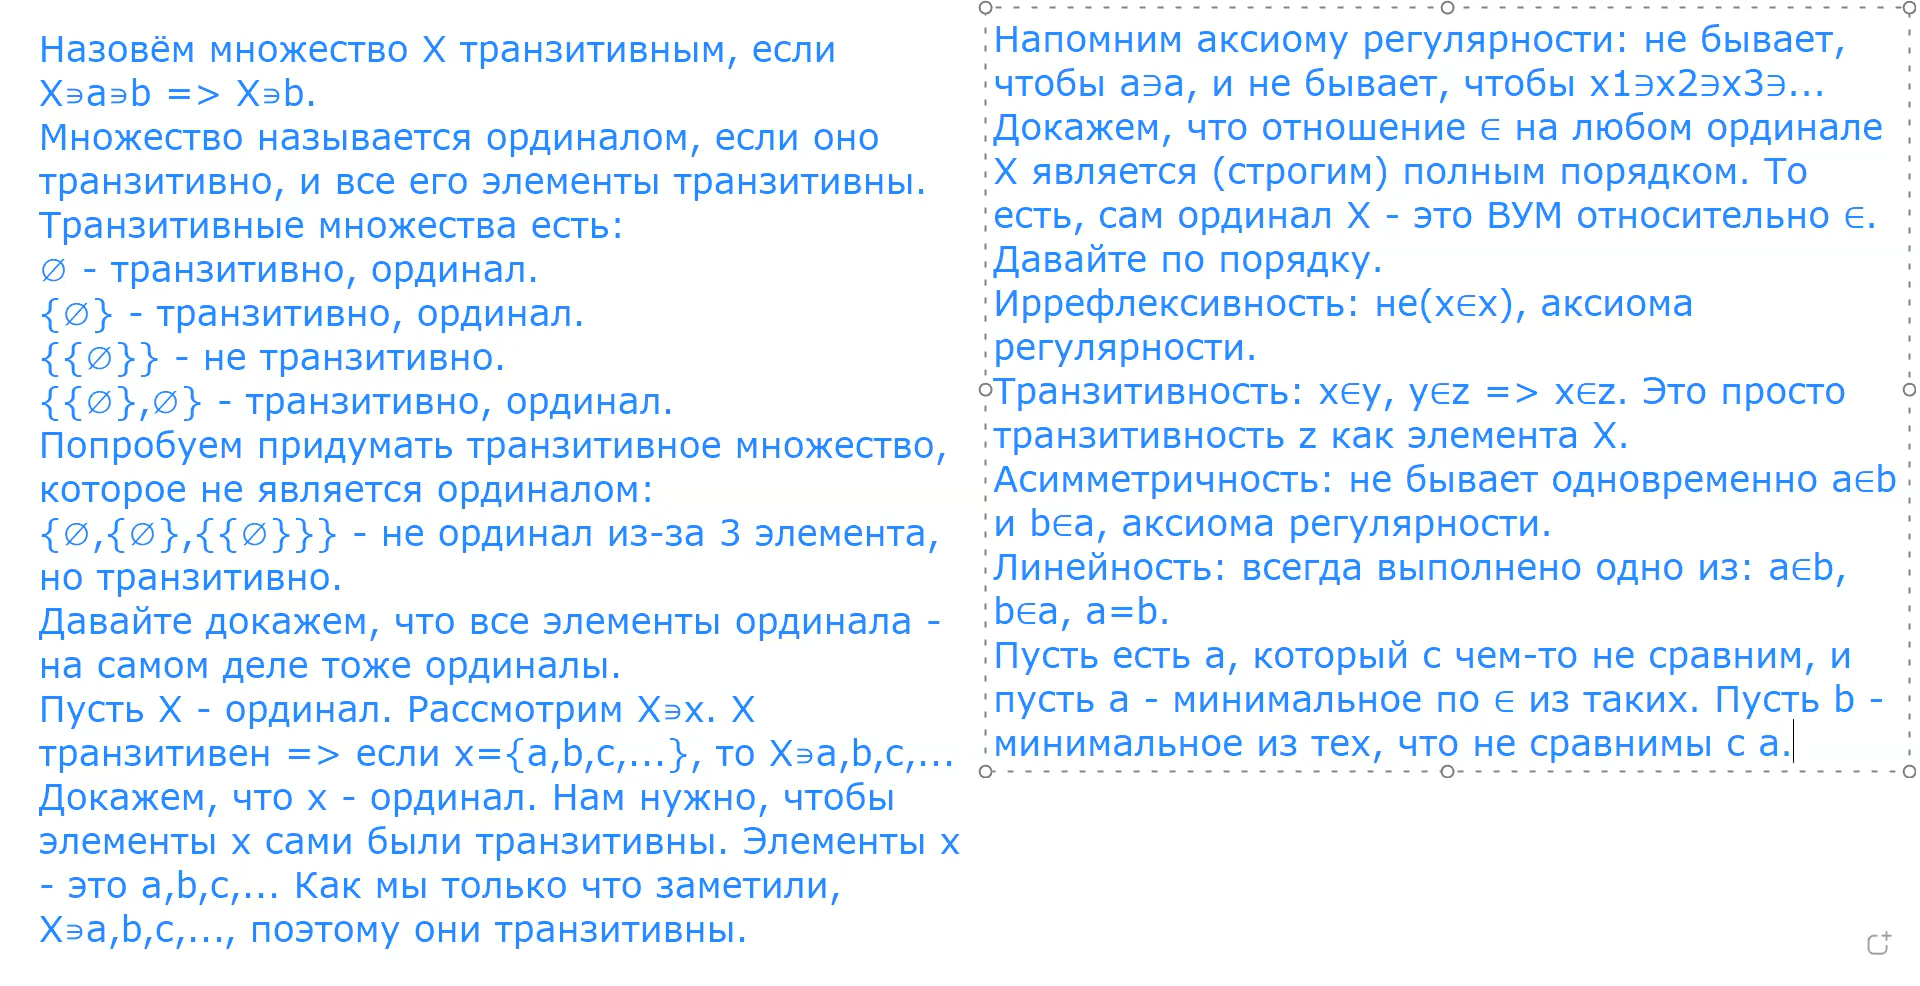 Назовём множество X транзитивным, если
X∋a∋b => X∋b.
Множество называется ординалом, если оно
транзитивно, и все его элементы транзитивны.
Транзитивные множества есть:
∅ - транзитивно, ординал.
{∅} - транзитивно, ординал.
{{∅}} - не транзитивно.
{{∅},∅} - транзитивно, ординал.
Попробуем придумать транзитивное множество,
которое не является ординалом:
{∅,{∅},{{∅}}} - не ординал из-за 3 элемента,
но транзитивно.
Давайте докажем, что все элементы ординала -
на самом деле тоже ординалы.
Пусть X - ординал. Рассмотрим X∋x. X
транзитивен => если x={a,b,c,...}, то X∋a,b,c,...
Докажем, что x - ординал. Нам нужно, чтобы
элементы x сами были транзитивны. Элементы x
- это a,b,c,... Как мы только что заметили,
X∋a,b,c,..., поэтому они транзитивны.
Напомним аксиому регулярности: не бывает,
чтобы a∋a, и не бывает, чтобы x1∋x2∋x3∋...
Докажем, что отношение ∈ на любом ординале
X является (строгим) полным порядком. То
есть, сам ординал X - это ВУМ относительно ∈.
Давайте по порядку.
Иррефлексивность: не(x∈x), аксиома
регулярности.
Транзитивность: x∈y, y∈z => x∈z. Это просто
транзитивность z как элемента X.
Асимметричность: не бывает одновременно a∈b
и b∈a, аксиома регулярности.
Линейность: всегда выполнено одно из: a∈b,
b∈a, a=b.
Пусть есть a, который с чем-то не сравним, и
пусть a - минимальное по ∈ из таких. Пусть b -
минимальное из тех, что не сравнимы с a.